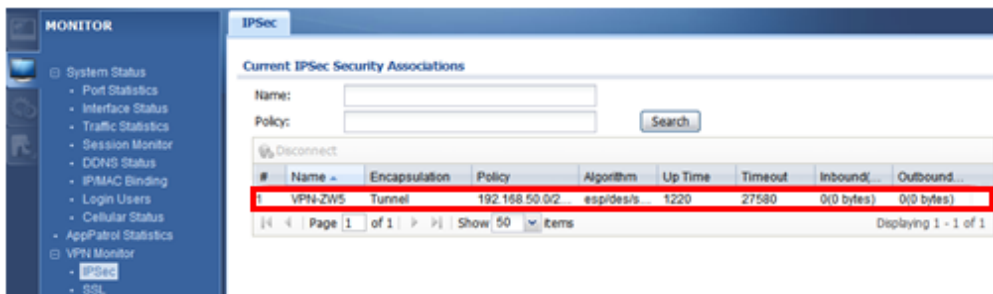 MONITOR
System Status
Port Statistics
Interface Status
Traffic Statistics
Session Monitor
DDNS Status
IP/MAC Binding
Login Users
Cellular Status
AppPatrol Statistics
VPN Monitor
IPSec
SSL
IPSec
Current IPSec Security Associations
Name:
Policy:
Search
Disconnect
# Name Encapsulation Policy Algorithm Up Time Timeout Inbound(... Outbound...
1 VPN-ZW5 Tunnel 192.168.50.0/2... esp/des/s... 1220 27580 0(0 bytes) 0(0 bytes)
Page 1 of 1 Show 50 items Displaying 1 - 1 of 1